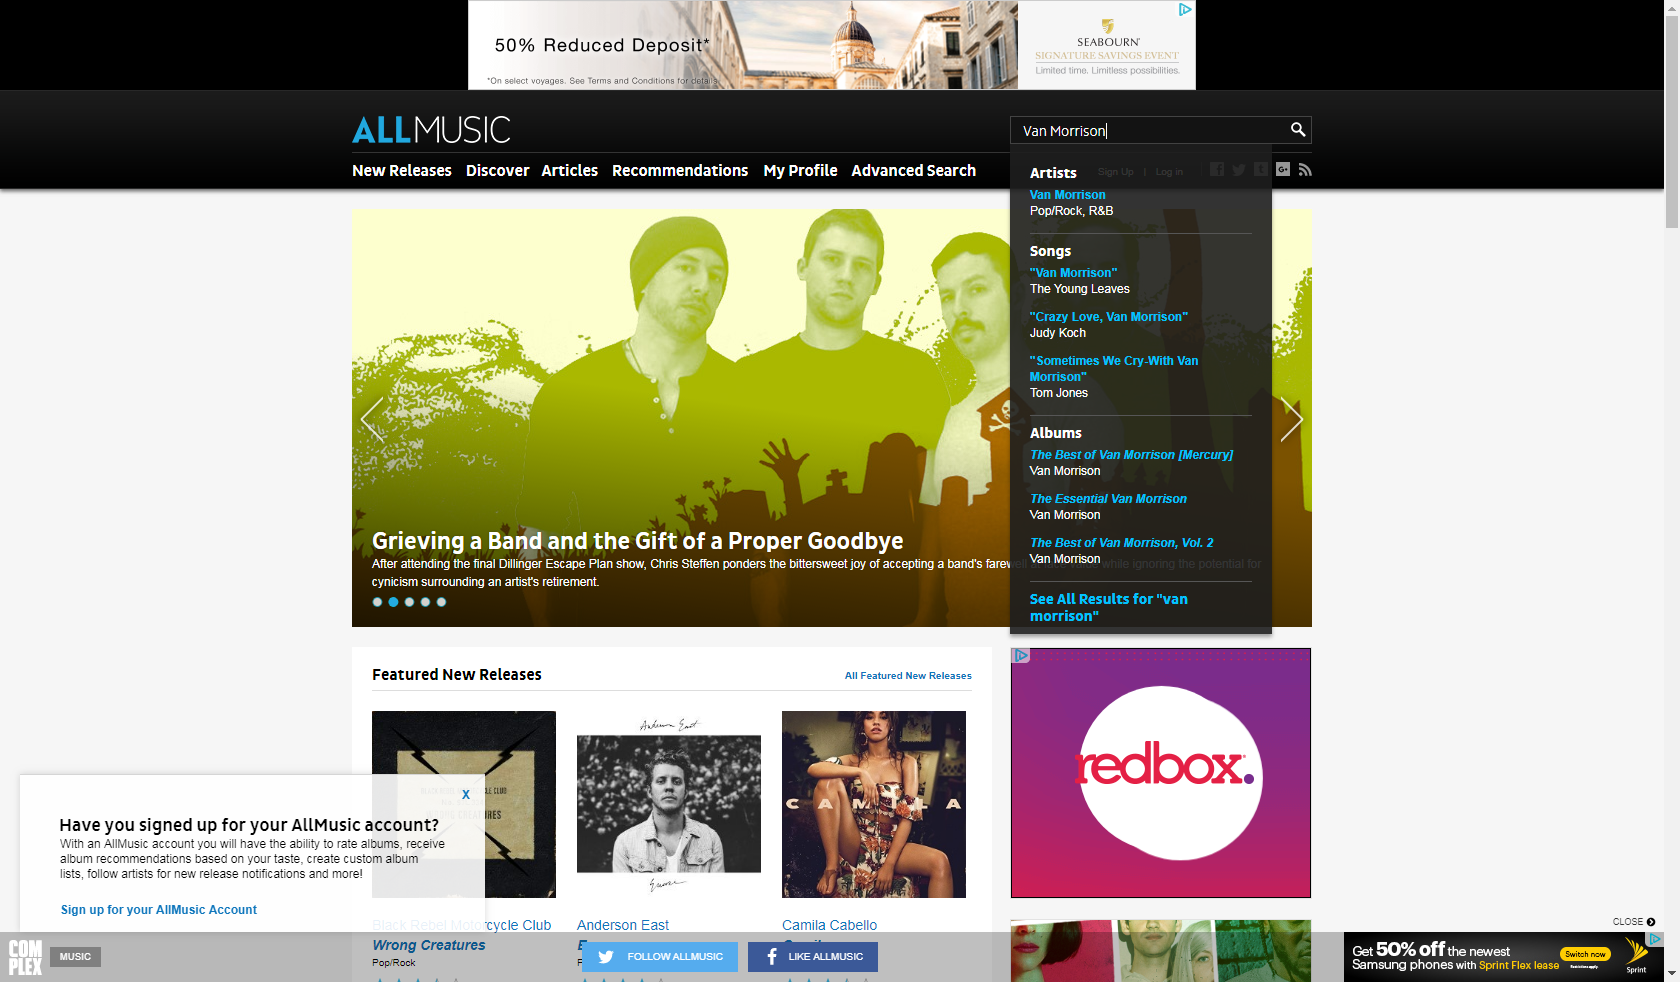 50% Reduced Deposit*
*On select voyages. See Terms and Conditions for details.
SEABOURN
SIGNATURE SAVINGS EVENT
Limited time. Limitless possibilities.
ALLMUSIC
Van Morrison
New Releases Discover Articles Recommendations My Profile Advanced Search
Sign Up | Log in
Artists
Van Morrison
Pop/Rock, R&B
Songs
"Van Morrison"
The Young Leaves
"Crazy Love, Van Morrison"
Judy Koch
"Sometimes We Cry-With Van
Morrison"
Tom Jones
Albums
The Best of Van Morrison [Mercury]
Van Morrison
The Essential Van Morrison
Van Morrison
The Best of Van Morrison, Vol. 2
Van Morrison
See All Results for "van
morrison"
Grieving a Band and the Gift of a Proper Goodbye
After attending the final Dillinger Escape Plan show, Chris Steffen ponders the bittersweet joy of accepting a band's farewell at face value while ignoring the potential for
cynicism surrounding an artist's retirement.
Featured New Releases
All Featured New Releases
Anderson East
Encore
CAMILA
redbox.
X
Have you signed up for your AllMusic account?
With an AllMusic account you will have the ability to rate albums, receive
album recommendations based on your taste, create custom album
lists, follow artists for new release notifications and more!
Sign up for your AllMusic Account
Black Rebel Motorcycle Club
Wrong Creatures
Pop/Rock
Anderson East
Camila Cabello
COMPLEX
MUSIC
FOLLOW ALLMUSIC
LIKE ALLMUSIC
CLOSE
Get 50% off the newest
Samsung phones with Sprint Flex lease
Switch now
Restrictions apply
Sprint